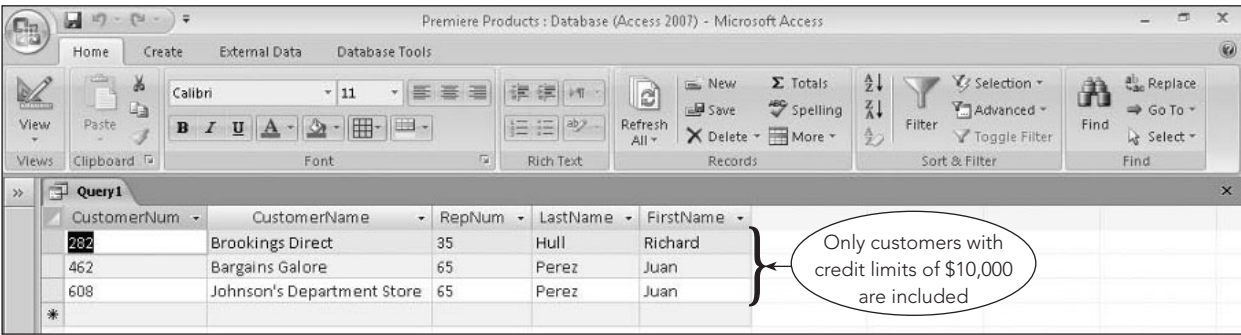 Premiere Products : Database (Access 2007) - Microsoft Access
Home Create External Data Database Tools
View
Views
Paste
Clipboard
Calibri 11
B I U A
Font
Rich Text
Refresh All
New
Save
Delete
Σ Totals
Spelling
More
Records
Filter
Selection
Advanced
Toggle Filter
Sort & Filter
Find
Replace
Go To
Select
Find
Query1
CustomerNum CustomerName RepNum LastName FirstName
282 Brookings Direct 35 Hull Richard
462 Bargains Galore 65 Perez Juan
608 Johnson's Department Store 65 Perez Juan
Only customers with
credit limits of $10,000
are included